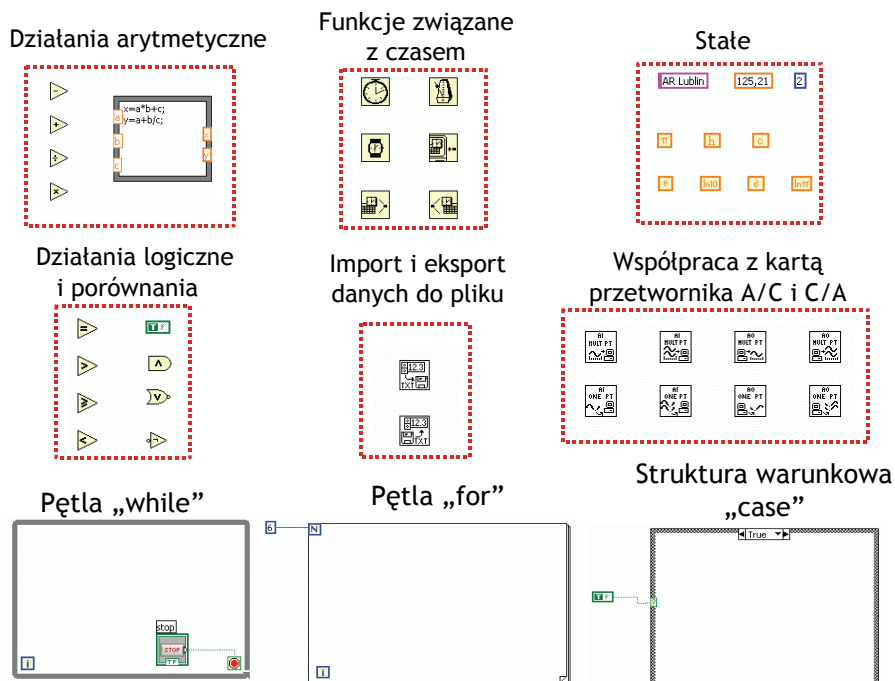 Działania arytmetyczne
Funkcje związane
z czasem
Stałe
-
+
÷
×
x=a*b+c;
y=a+b/c;
a
b
c
x
y
AR Lublin
125,21
2
π
h
c
e
ln10
e
lnπ
Działania logiczne
i porównania
Import i eksport
danych do pliku
Współpraca z kartą
przetwornika A/C i C/A
=
>
≥
<
T F
∧
∨
¬
12.3
TXT
12.3
TXT
AI
MULT PT
AI
MULT PT
AO
MULT PT
AO
MULT PT
AI
ONE PT
AI
ONE PT
AO
ONE PT
AO
ONE PT
Pętla „while”
Pętla „for”
Struktura warunkowa
„case”
stop
STOP
TF
i
6
N
i
True
T F
?